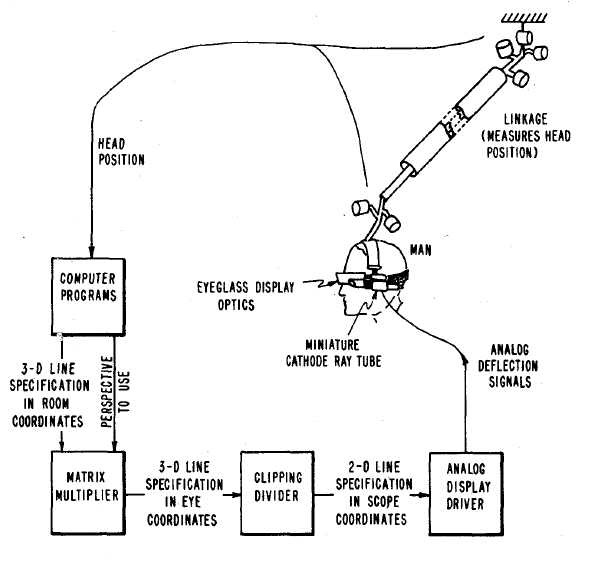 LINKAGE
(MEASURES HEAD
POSITION)
HEAD
POSITION
MAN
COMPUTER
PROGRAMS
EYEGLASS DISPLAY
OPTICS
MINIATURE
CATHODE RAY TUBE
ANALOG
DEFLECTION
SIGNALS
3-D LINE
SPECIFICATION
IN ROOM
COORDINATES
PERSPECTIVE
TO USE
MATRIX
MULTIPLIER
3-D LINE
SPECIFICATION
IN EYE
COORDINATES
CLIPPING
DIVIDER
2-D LINE
SPECIFICATION
IN SCOPE
COORDINATES
ANALOG
DISPLAY
DRIVER